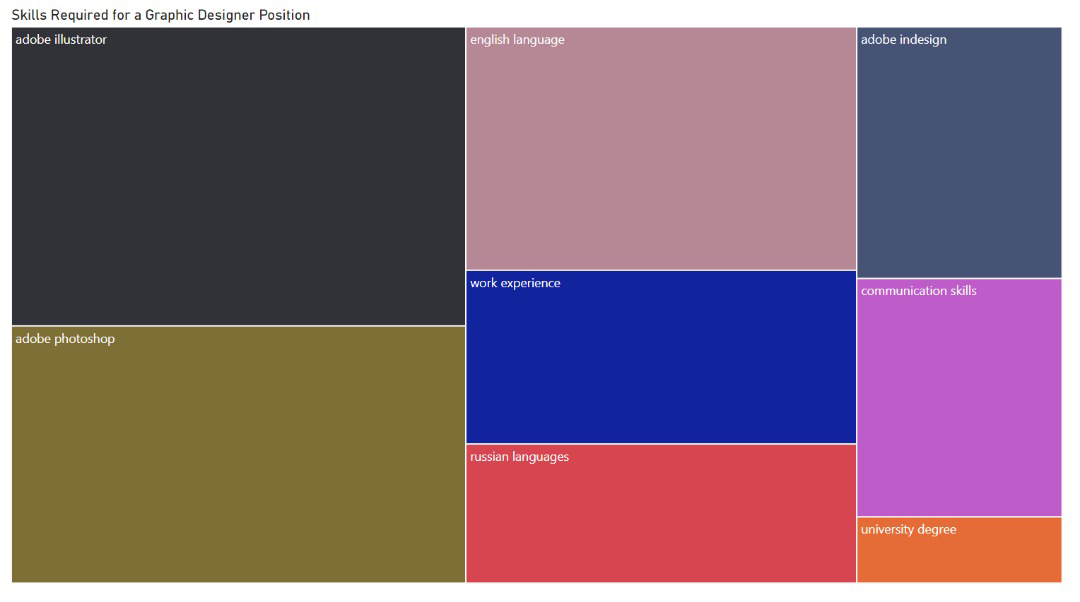 Skills Required for a Graphic Designer Position
adobe illustrator
english language
adobe indesign
work experience
communication skills
adobe photoshop
russian languages
university degree